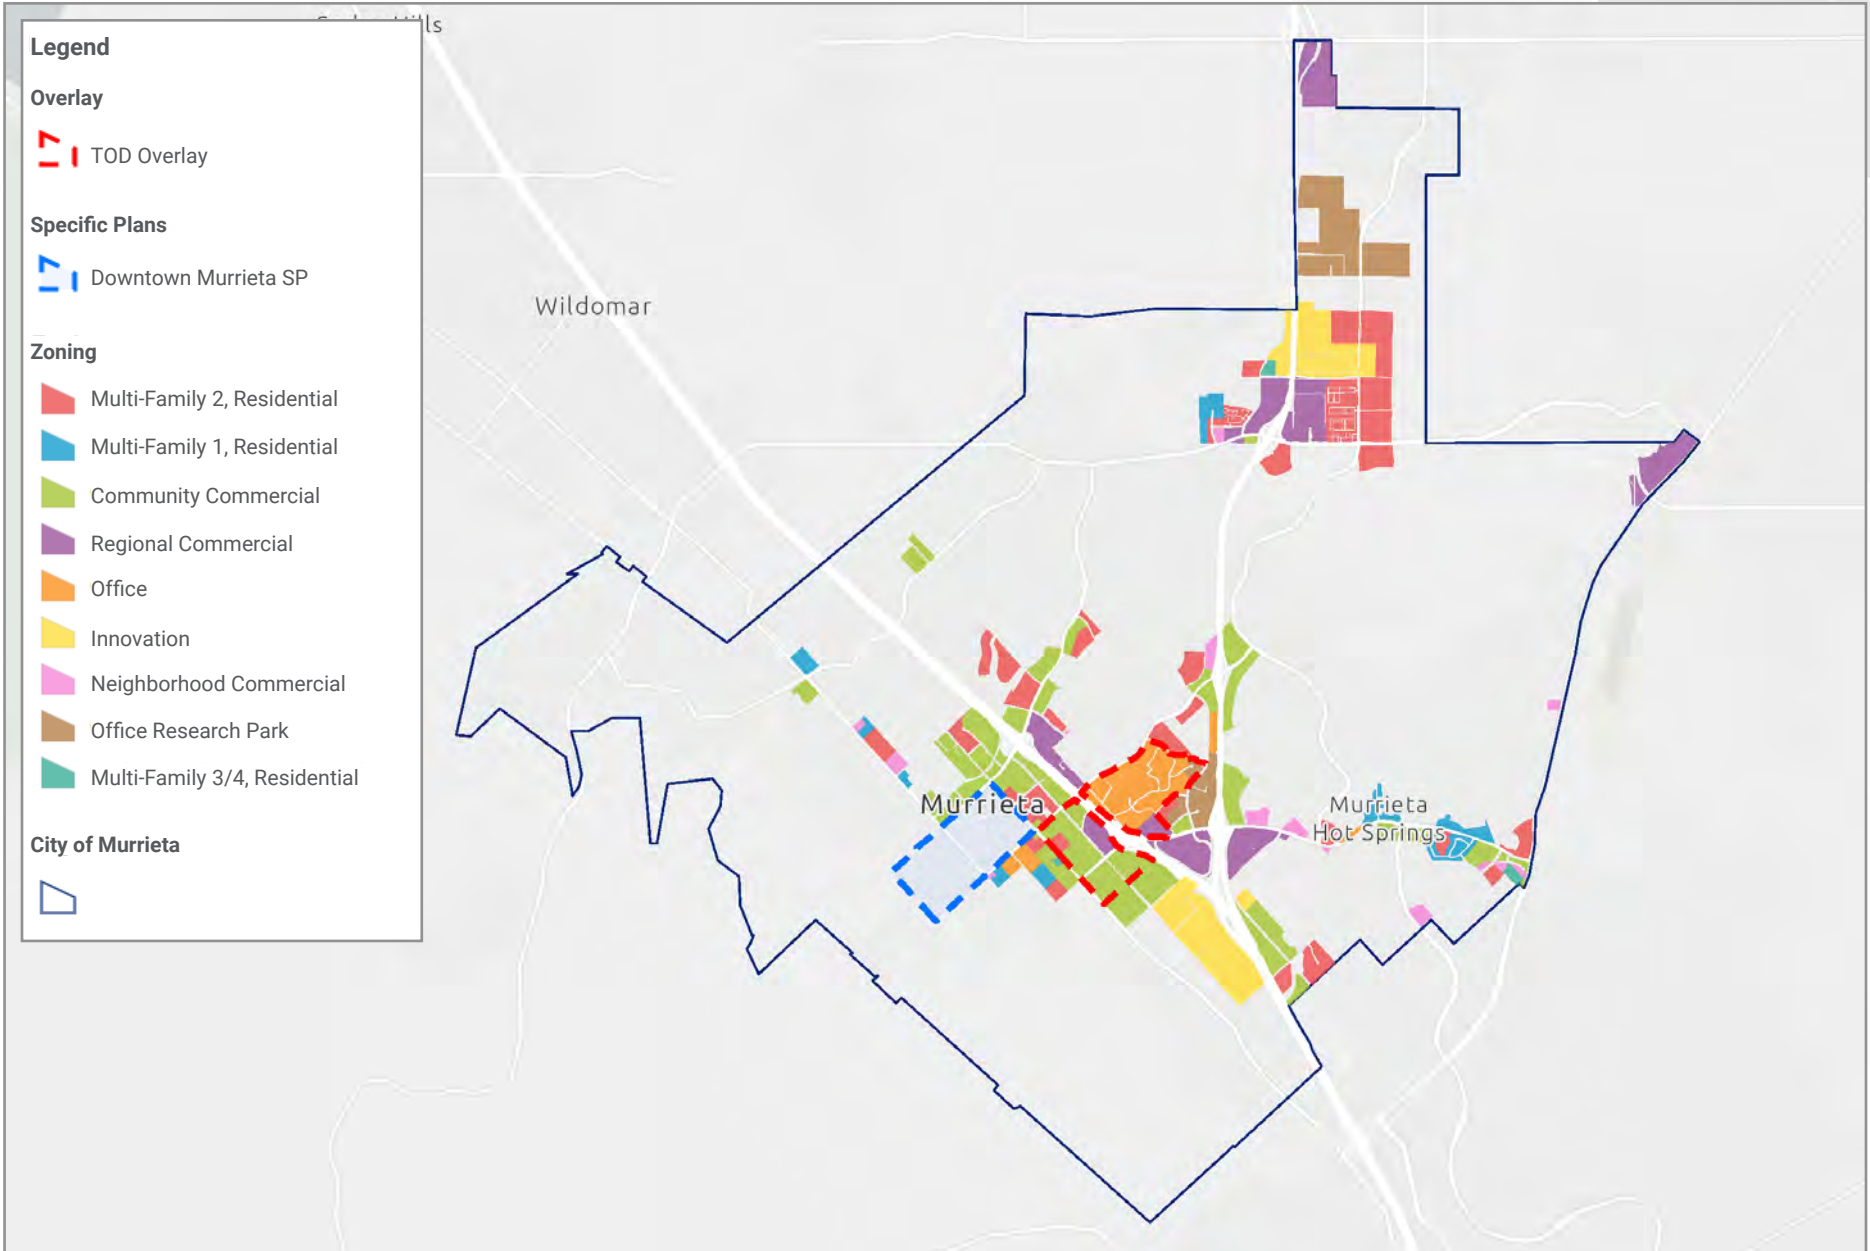 Legend
Overlay
TOD Overlay
Specific Plans
Downtown Murrieta SP
Zoning
Multi-Family 2, Residential
Multi-Family 1, Residential
Community Commercial
Regional Commercial
Office
Innovation
Neighborhood Commercial
Office Research Park
Multi-Family 3/4, Residential
City of Murrieta
Wildomar
Murrieta
Murrieta
Hot Springs